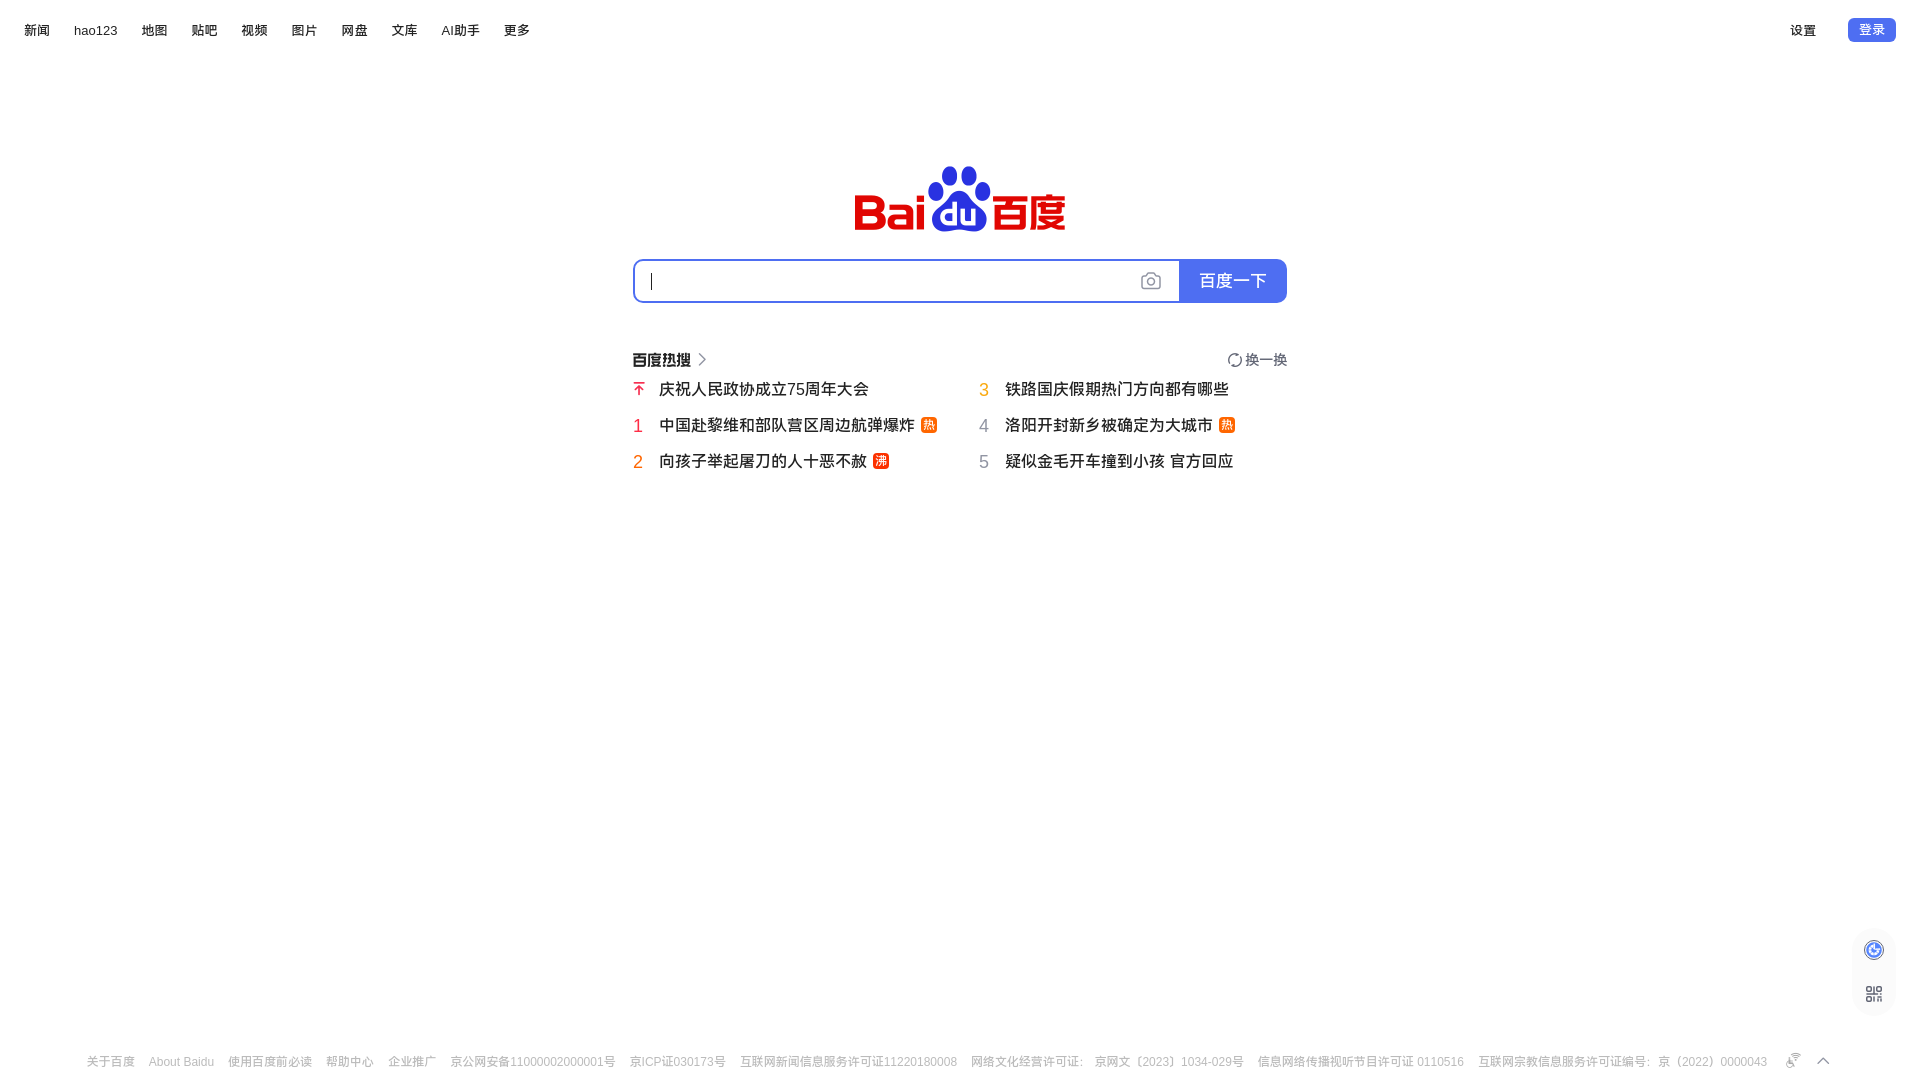 新闻 hao123 地图 贴吧 视频 图片 网盘 文库 AI助手 更多 设置 登录
Baidu百度
百度一下
百度热搜 换一换
庆祝人民政协成立75周年大会
1 中国赴黎维和部队营区周边航弹爆炸 热
2 向孩子举起屠刀的人十恶不赦 沸
3 铁路国庆假期热门方向都有哪些
4 洛阳开封新乡被确定为大城市 热
5 疑似金毛开车撞到小孩 官方回应
关于百度 About Baidu 使用百度前必读 帮助中心 企业推广 京公网安备11000002000001号 京ICP证030173号 互联网新闻信息服务许可证11220180008 网络文化经营许可证： 京网文〔2023〕1034-029号 信息网络传播视听节目许可证 0110516 互联网宗教信息服务许可证编号：京（2022）0000043